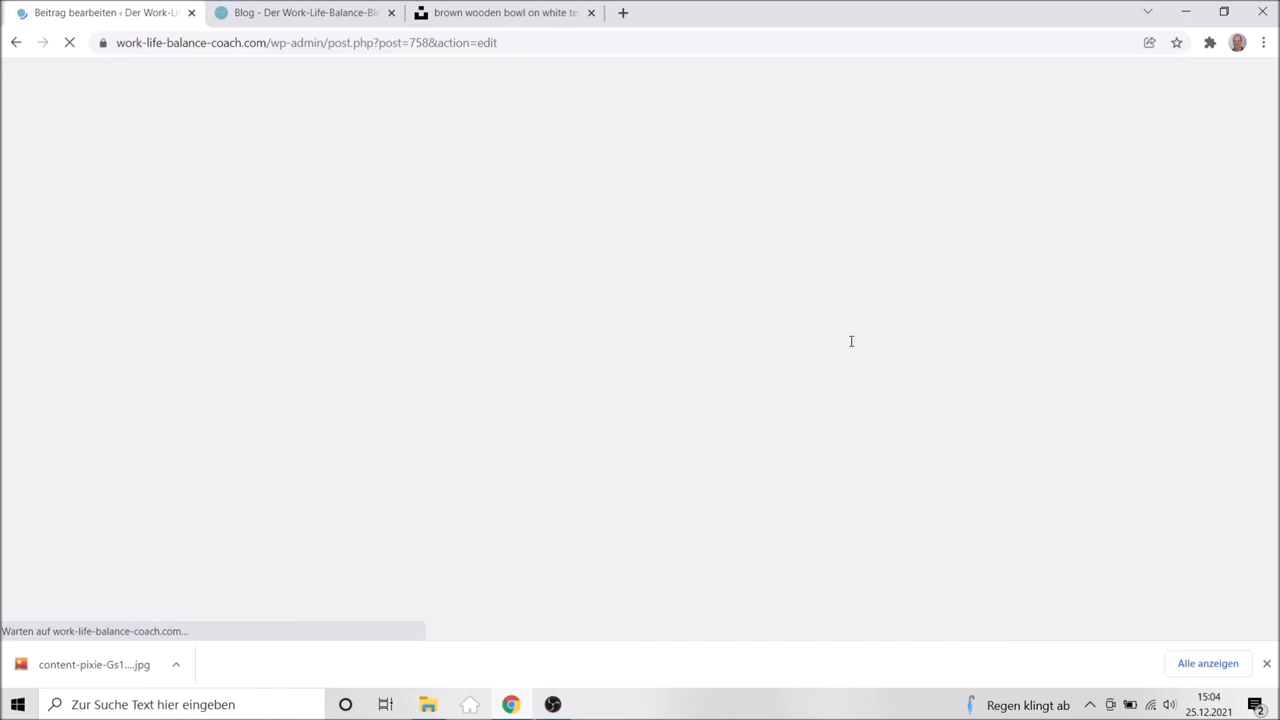 Beitrag bearbeiten ‹ Der Work-Li
Blog - Der Work-Life-Balance-Blo
brown wooden bowl on white te
work-life-balance-coach.com/wp-admin/post.php?post=758&action=edit
Warten auf work-life-balance-coach.com...
content-pixie-Gs1....jpg
Alle anzeigen
Zur Suche Text hier eingeben
Regen klingt ab
15:04
25.12.2021
2